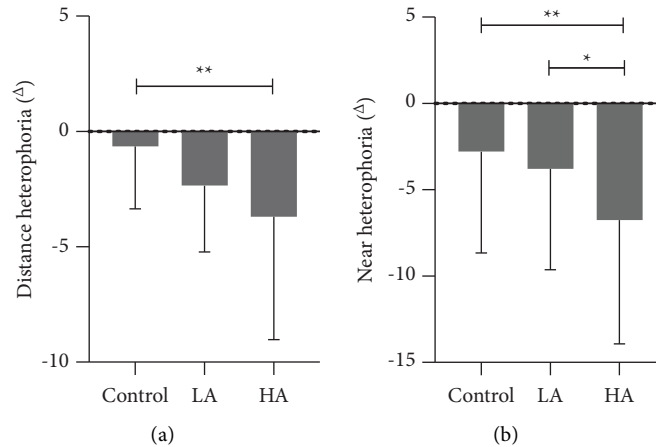 Distance heterophoria (Δ)
5
0
-5
-10
**
Control LA HA
(a)
Near heterophoria (Δ)
5
0
-5
-10
-15
**
*
Control LA HA
(b)